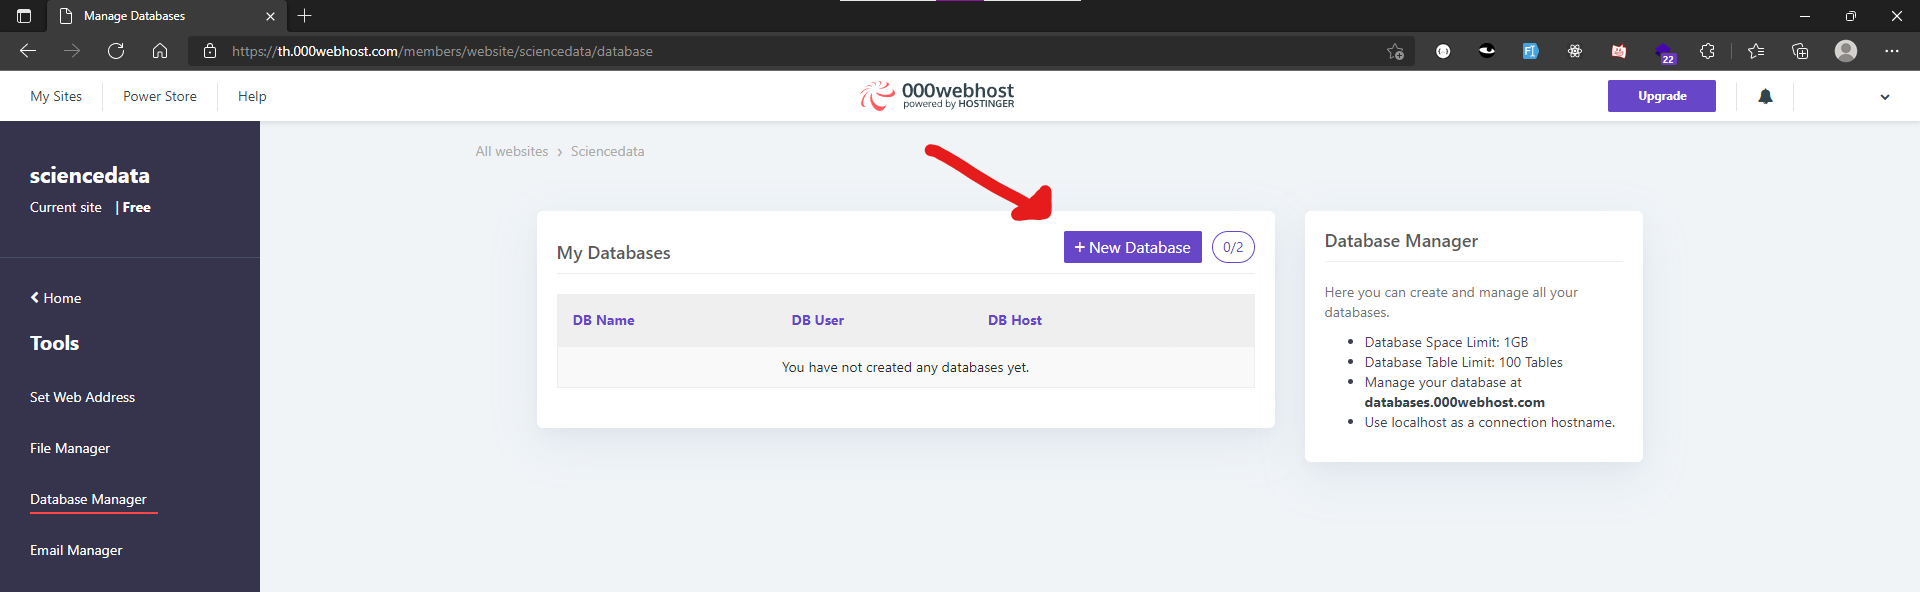 Manage Databases
https://th.000webhost.com/members/website/sciencedata/database
22
My Sites
Power Store
Help
000webhost
powered by HOSTINGER
Upgrade
sciencedata
Current site | Free
Home
Tools
Set Web Address
File Manager
Database Manager
Email Manager
All websites › Sciencedata
My Databases
+ New Database
0/2
DB Name
DB User
DB Host
You have not created any databases yet.
Database Manager
Here you can create and manage all your
databases.
• Database Space Limit: 1GB
• Database Table Limit: 100 Tables
• Manage your database at
databases.000webhost.com
• Use localhost as a connection hostname.